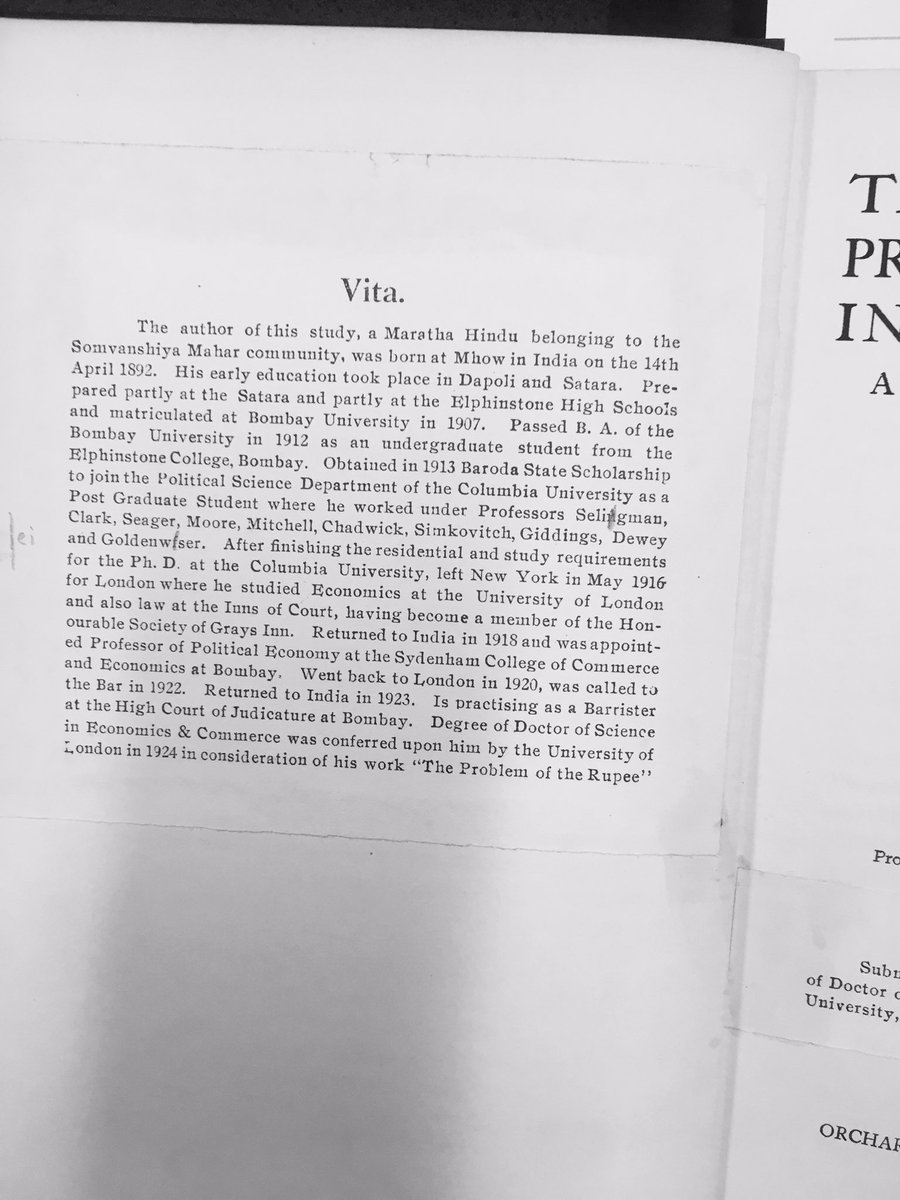 Vita.
The author of this study, a Maratha Hindu belonging to the
Somvanshiya Mahar community, was born at Mhow in India on the 14th
April 1892. His early education took place in Dapoli and Satara. Pre-
pared partly at the Satara and partly at the Elphinstone High Schools
and matriculated at Bombay University in 1907. Passed B. A. of the
Bombay University in 1912 as an undergraduate student from the
Elphinstone College, Bombay. Obtained in 1913 Baroda State Scholarship
to join the Political Science Department of the Columbia University as a
Post Graduate Student where he worked under Professors Selingman,
Clark, Seager, Moore, Mitchell, Chadwick, Simkovitch, Giddings, Dewey
and Goldenwiser. After finishing the residential and study requirements
for the Ph. D. at the Columbia University, left New York in May 1916
for London where he studied Economics at the University of London
and also law at the Inns of Court, having become a member of the Hon-
ourable Society of Grays Inn. Returned to India in 1918 and was appoint-
ed Professor of Political Economy at the Sydenham College of Commerce
and Economics at Bombay. Went back to London in 1920, was called to
the Bar in 1922. Returned to India in 1923. Is practising as a Barrister
at the High Court of Judicature at Bombay. Degree of Doctor of Science
in Economics & Commerce was conferred upon him by the University of
London in 1924 in consideration of his work "The Problem of the Rupee"
ei
PR
IN
A
Pro
Subm
of Doctor
University,
ORCHAR